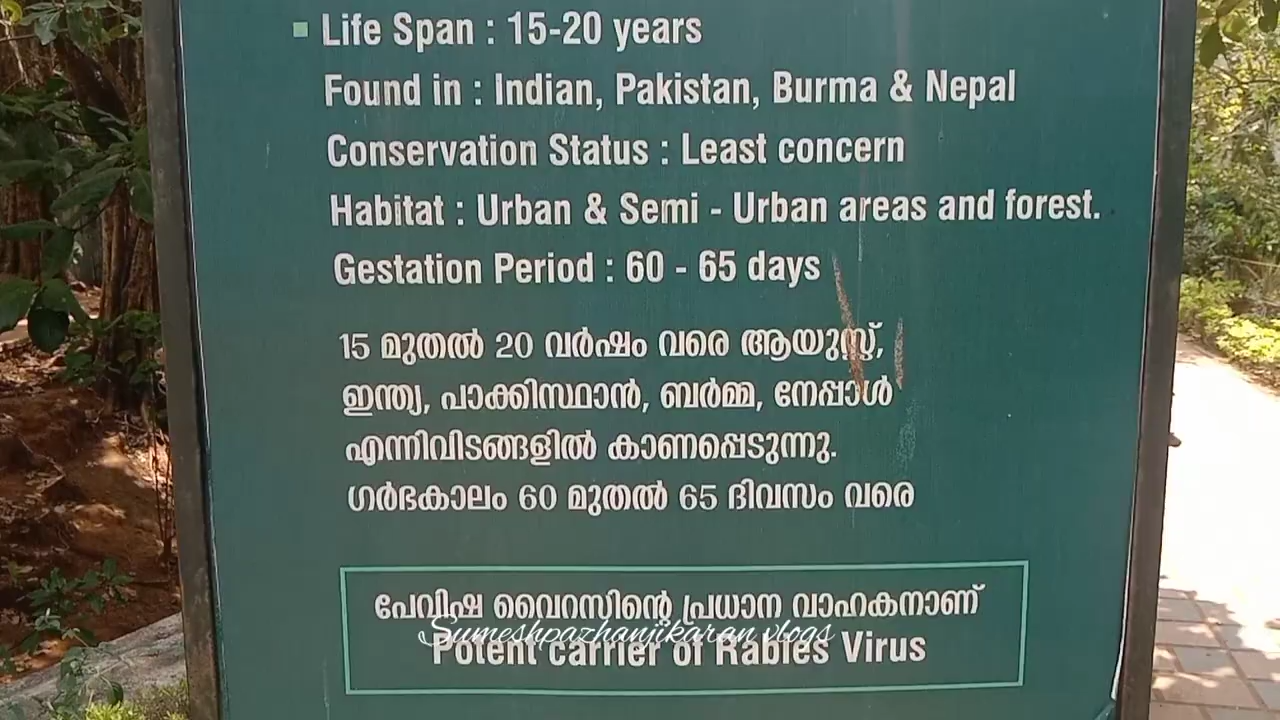 Life Span : 15-20 years
Found in : Indian, Pakistan, Burma & Nepal
Conservation Status : Least concern
Habitat : Urban & Semi - Urban areas and forest.
Gestation Period : 60 - 65 days
15 മുതൽ 20 വർഷം വരെ ആയുസ്സ്,
ഇന്ത്യ, പാക്കിസ്ഥാൻ, ബർമ്മ, നേപ്പാൾ
എന്നിവിടങ്ങളിൽ കാണപ്പെടുന്നു.
ഗർഭകാലം 60 മുതൽ 65 ദിവസം വരെ
പേവിഷ വൈറസിന്റെ പ്രധാന വാഹകനാണ്
Sumeshpazhanjikaran vlogs
Potent carrier of Rabies Virus